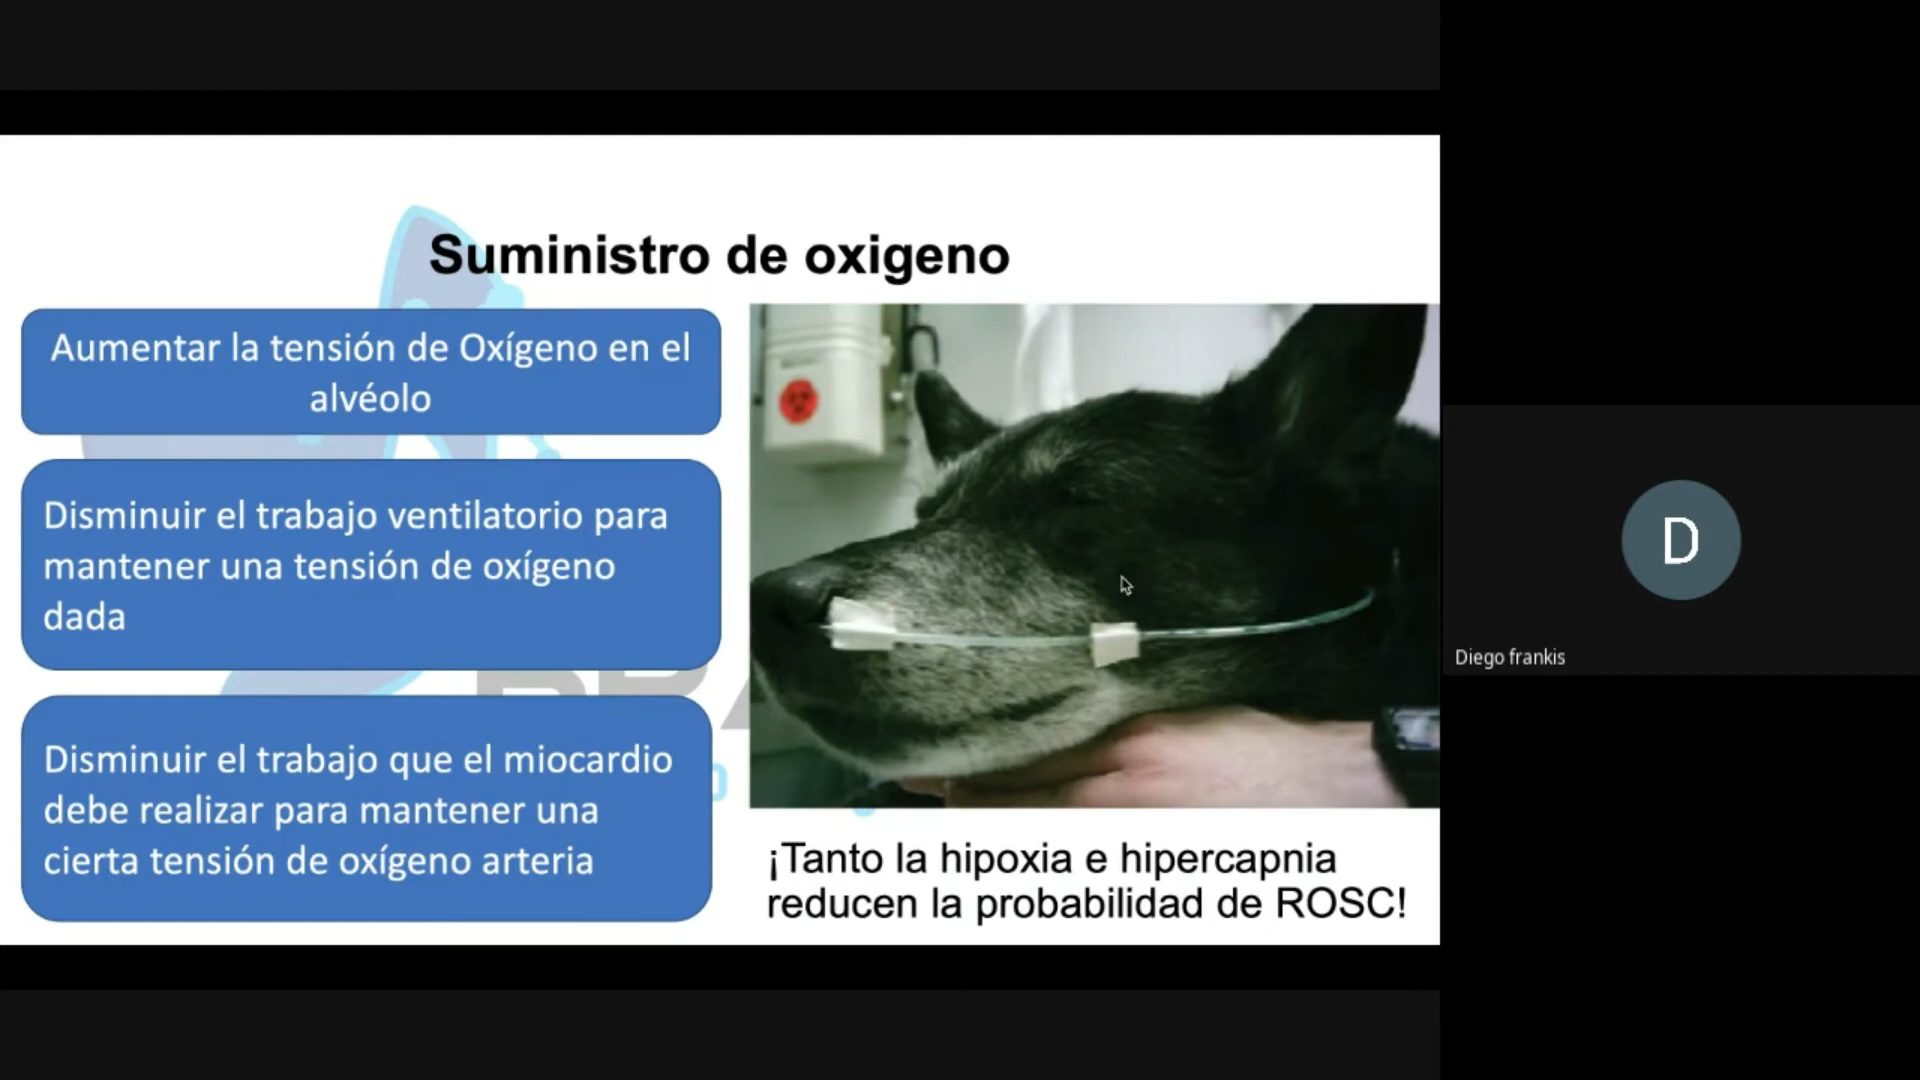 Suministro de oxigeno
Aumentar la tensión de Oxígeno en el
alvéolo
Disminuir el trabajo ventilatorio para
mantener una tensión de oxígeno
dada
Disminuir el trabajo que el miocardio
debe realizar para mantener una
cierta tensión de oxígeno arteria
¡Tanto la hipoxia e hipercapnia
reducen la probabilidad de ROSC!
D
Diego frankis